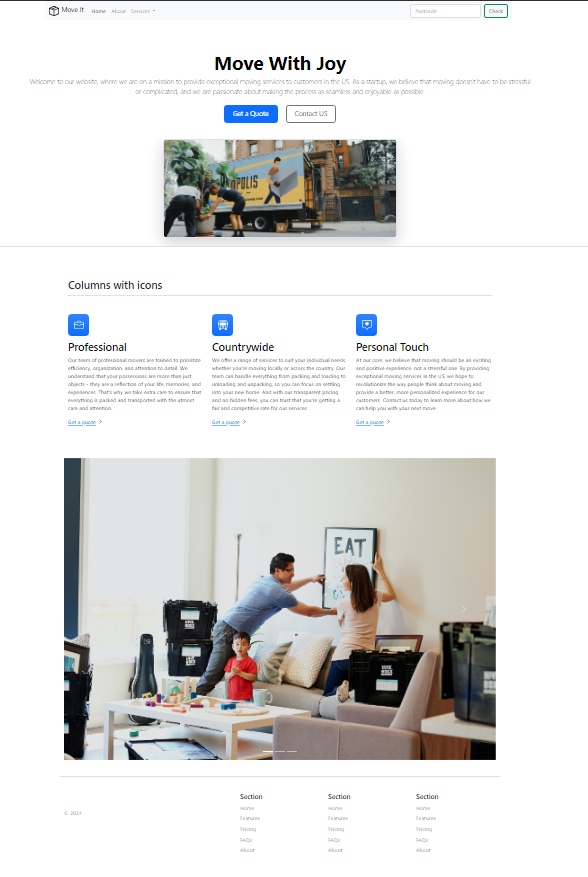 Move It Home About Services Postcode Check
Move With Joy
Welcome to our website, where we are on a mission to provide exceptional moving services to customers in the US. As a startup, we believe that moving doesn't have to be stressful
or complicated, and we are passionate about making the process as seamless and enjoyable as possible.
Get a Quote Contact US
OPOLIS
Columns with icons
Professional
Our team of professional movers are trained to prioritize
efficiency, organization, and attention to detail. We
understand that your possessions are more than just
objects - they are a reflection of your life, memories, and
experiences. That's why we take extra care to ensure that
everything is packed and transported with the utmost
care and attention.
Get a quote
Countrywide
We offer a range of services to suit your individual needs,
whether you're moving locally or across the country. Our
team can handle everything from packing and loading to
unloading and unpacking, so you can focus on settling
into your new home. And with our transparent pricing
and no hidden fees, you can trust that you're getting a
fair and competitive rate for our services.
Get a quote
Personal Touch
At our core, we believe that moving should be an exciting
and positive experience, not a stressful one. By providing
exceptional moving services in the US, we hope to
revolutionize the way people think about moving and
provide a better, more personalized experience for our
customers. Contact us today to learn more about how we
can help you with your next move.
Get a quote
EAT
© 2024
Section
Home
Features
Pricing
FAQs
About
Section
Home
Features
Pricing
FAQs
About
Section
Home
Features
Pricing
FAQs
About